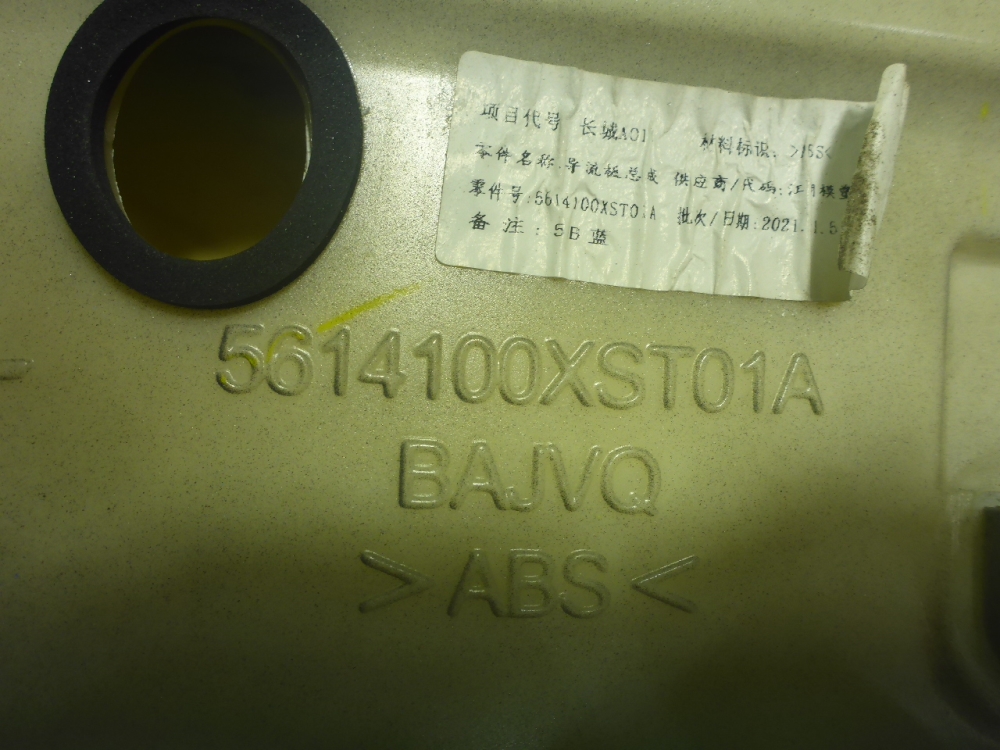 项目代号 长城A01 材料标识:
零件名称:导流板总成 供应商/代码:江
零件号:5614100XST01A 批次/日期:2021.1.5
备注:5B蓝
5614100XST01A
BAJVQ
>ABS<